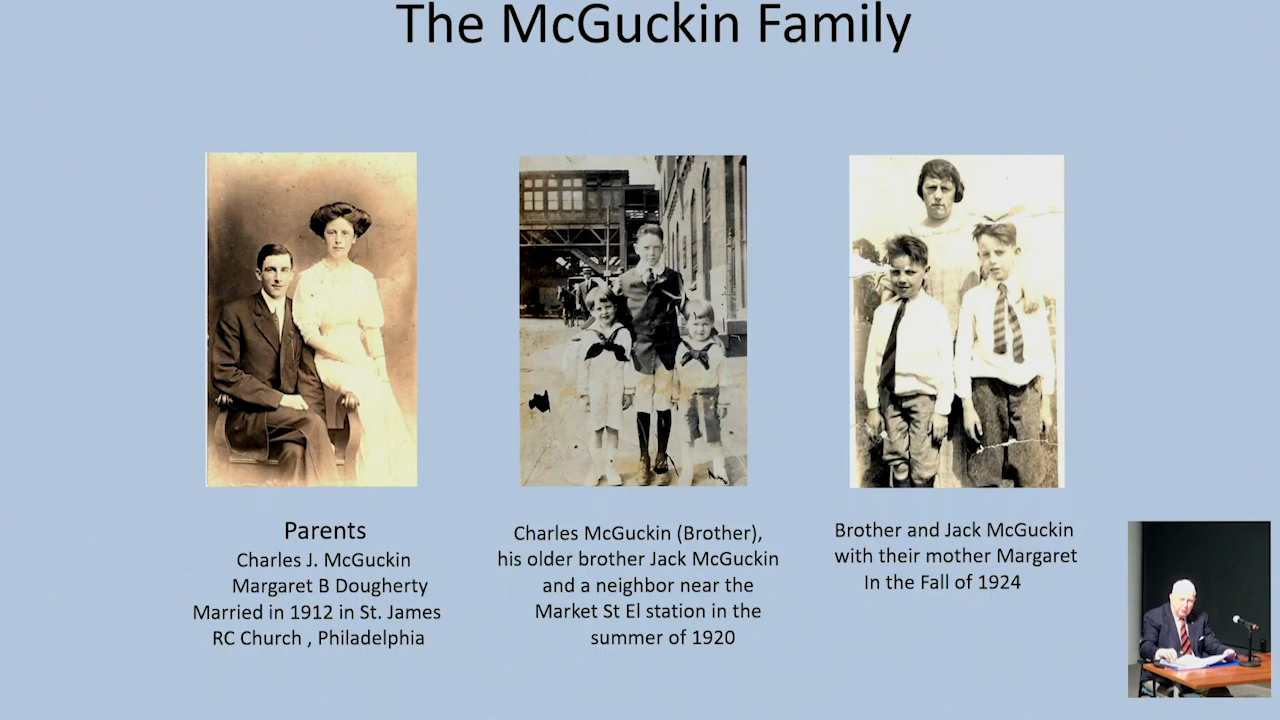 The McGuckin Family
Parents
Charles J. McGuckin
Margaret B Dougherty
Married in 1912 in St. James
RC Church , Philadelphia
Charles McGuckin (Brother),
his older brother Jack McGuckin
and a neighbor near the
Market St El station in the
summer of 1920
Brother and Jack McGuckin
with their mother Margaret
In the Fall of 1924